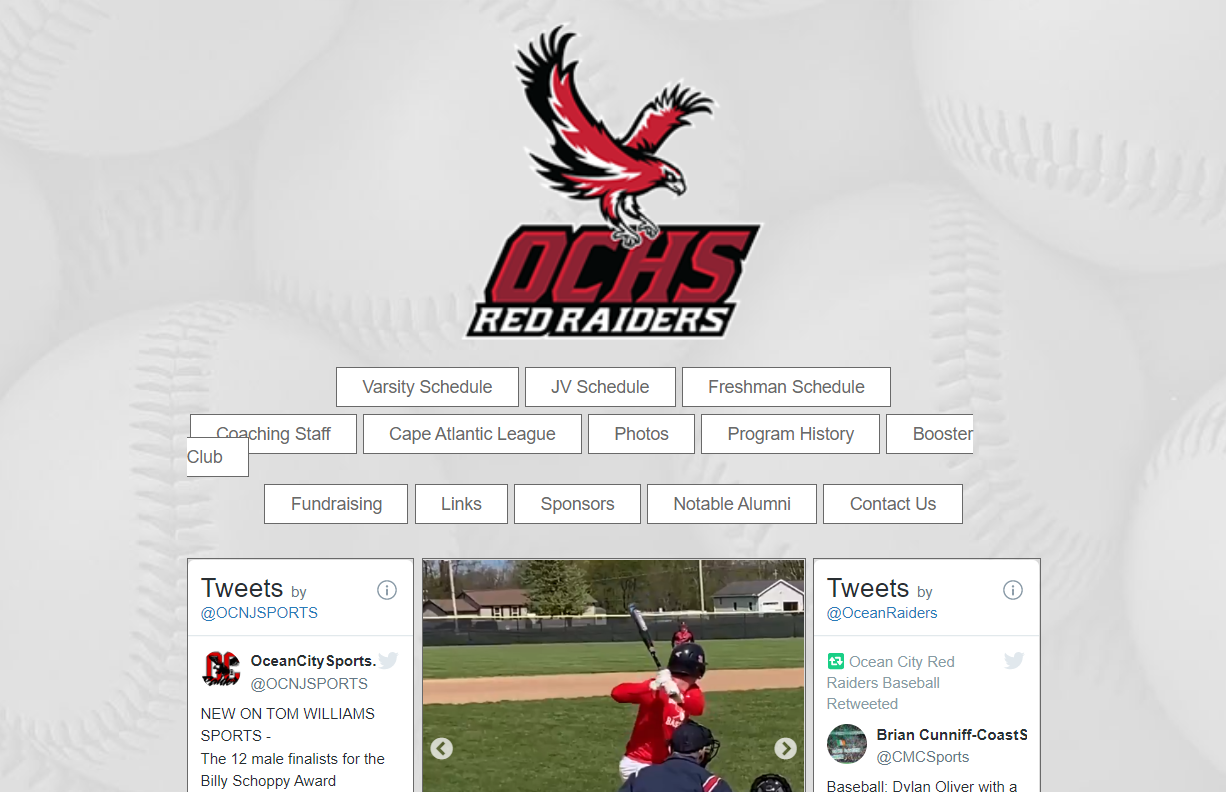 OCHS
RED RAIDERS
Varsity Schedule JV Schedule Freshman Schedule
Coaching Staff Cape Atlantic League Photos Program History Booster
Club
Fundraising Links Sponsors Notable Alumni Contact Us
Tweets by
@OCNJSPORTS
OceanCitySports.
@OCNJSPORTS
NEW ON TOM WILLIAMS
SPORTS -
The 12 male finalists for the
Billy Schoppy Award
Tweets by
@OceanRaiders
Ocean City Red
Raiders Baseball
Retweeted
Brian Cunniff-CoastS
@CMCSports
Baseball: Dylan Oliver with a